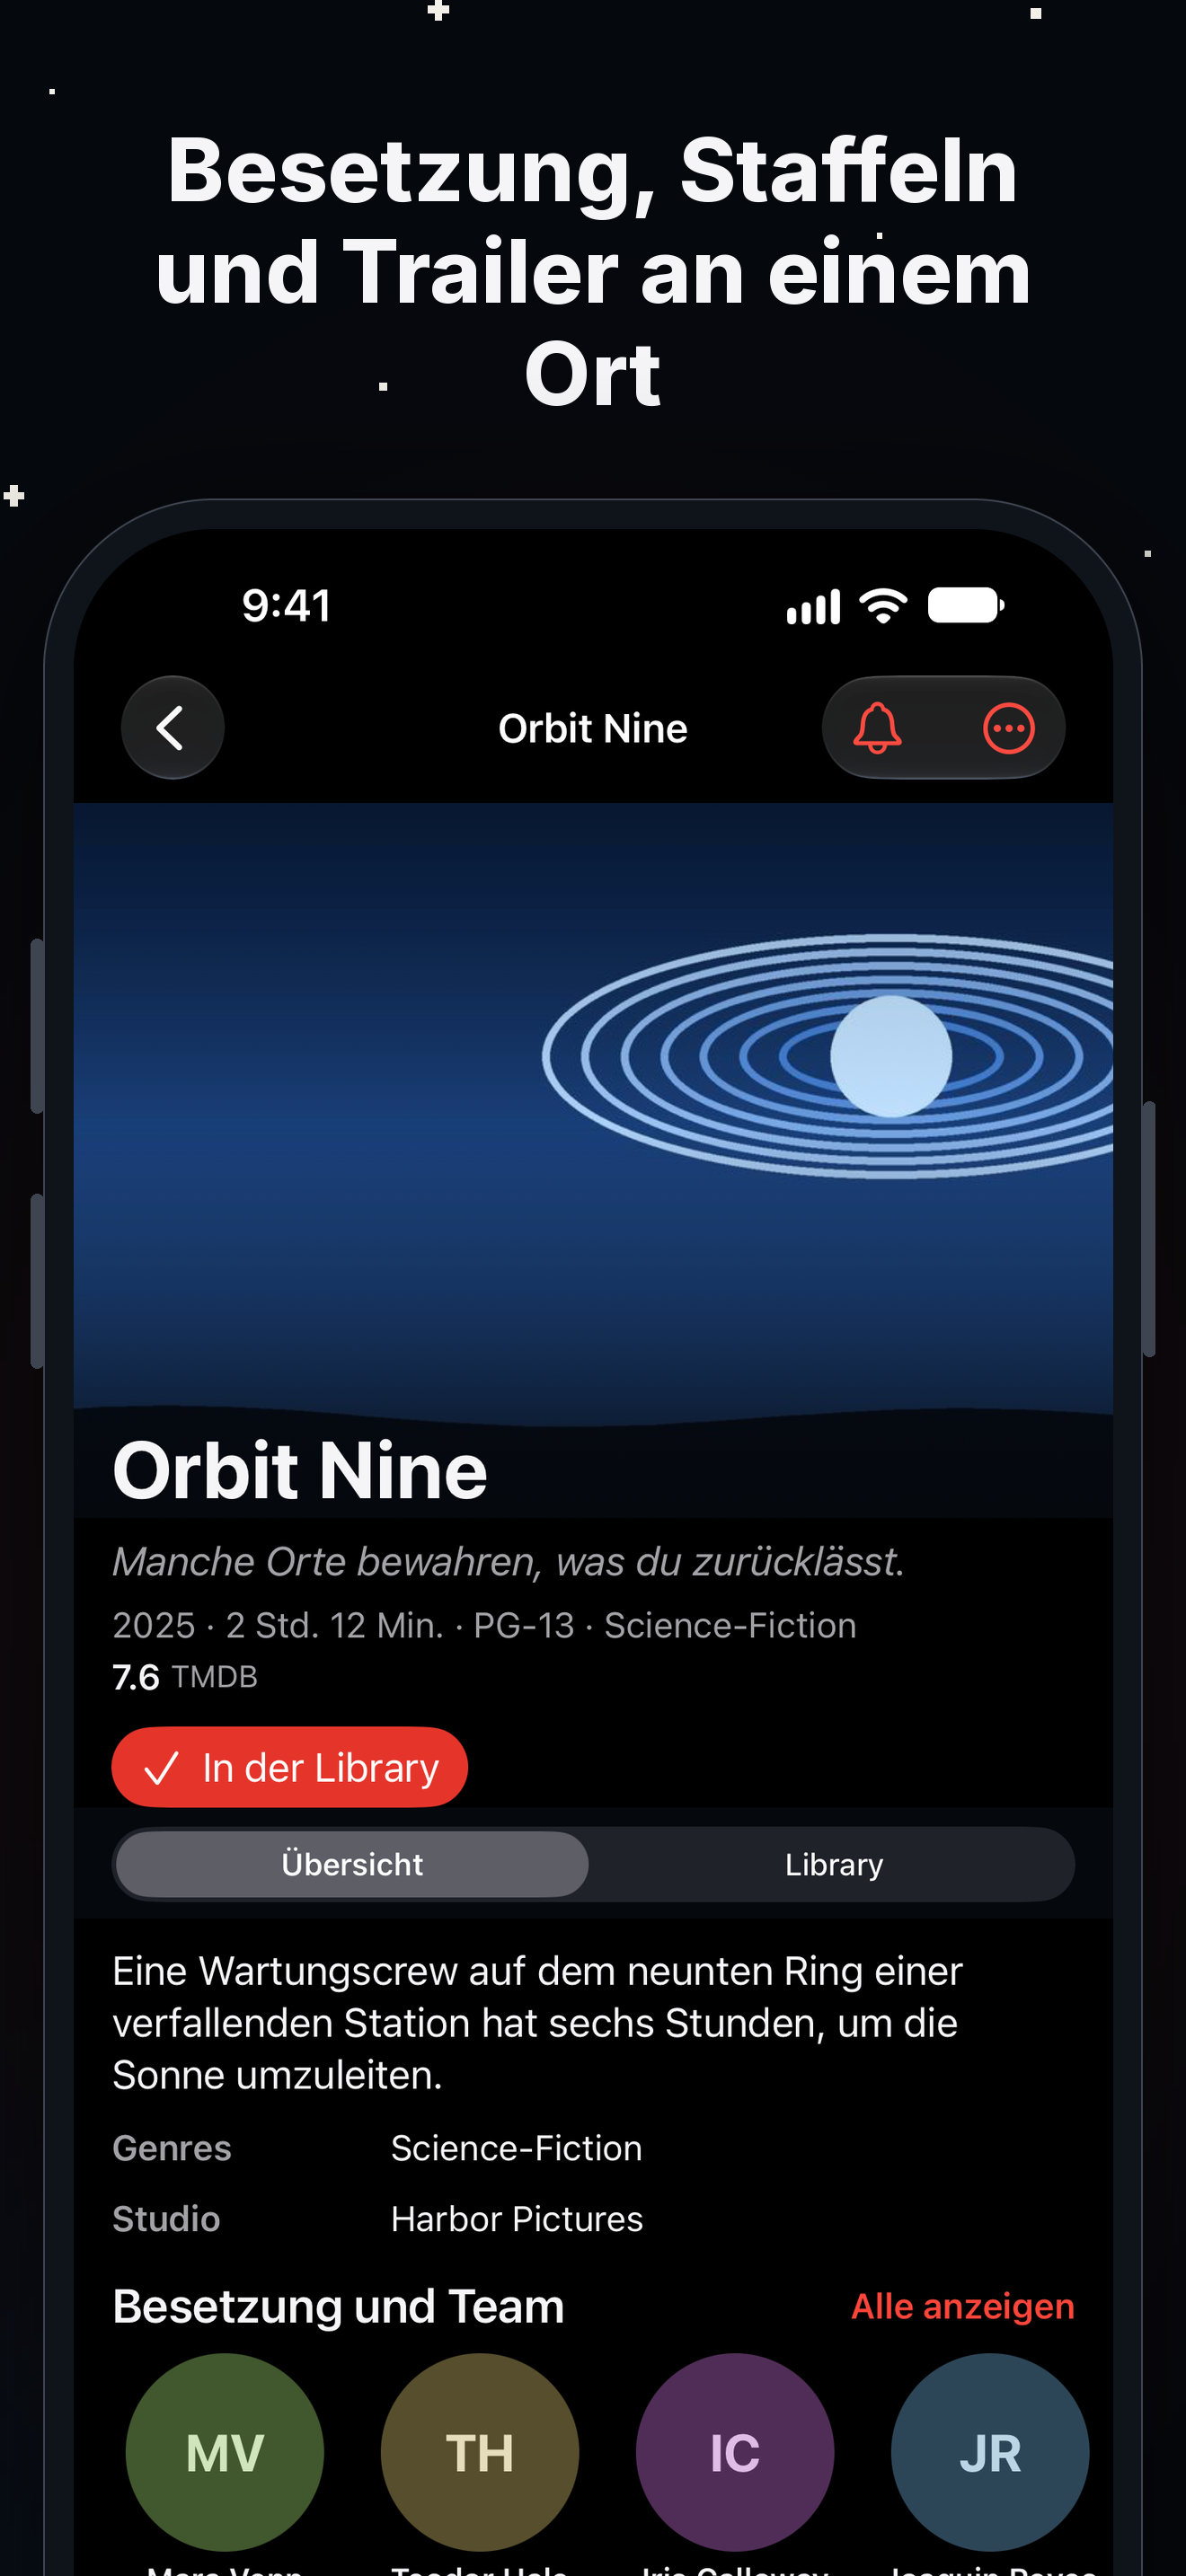 Besetzung, Staffeln
und Trailer an einem
Ort
9:41
Orbit Nine
Orbit Nine
Manche Orte bewahren, was du zurücklässt.
2025 · 2 Std. 12 Min. · PG-13 · Science-Fiction
7.6 TMDB
In der Library
Übersicht Library
Eine Wartungscrew auf dem neunten Ring einer
verfallenden Station hat sechs Stunden, um die
Sonne umzuleiten.
Genres Science-Fiction
Studio Harbor Pictures
Besetzung und Team Alle anzeigen
MV TH IC JR